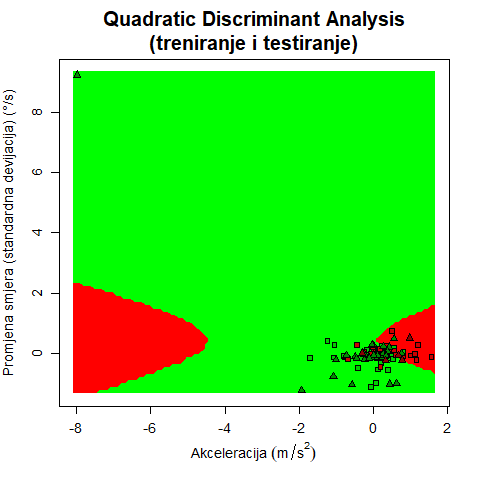 Quadratic Discriminant Analysis
(treniranje i testiranje)
Promjena smjera (standardna devijacija) (°/s)
8
6
4
2
0
-8 -6 -4 -2 0 2
Akceleracija (m/s²)